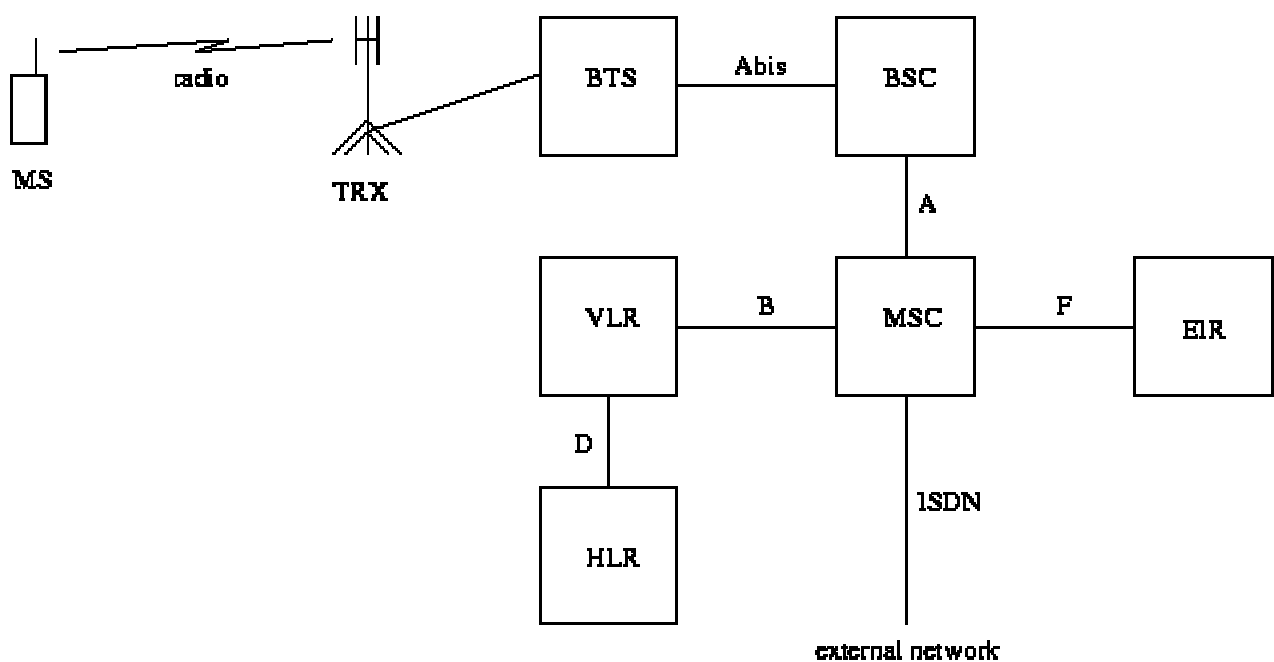 BTS
Abis
BSC
radio
MS
TRX
A
VLR
B
MSC
F
EIR
D
ISDN
HLR
external network